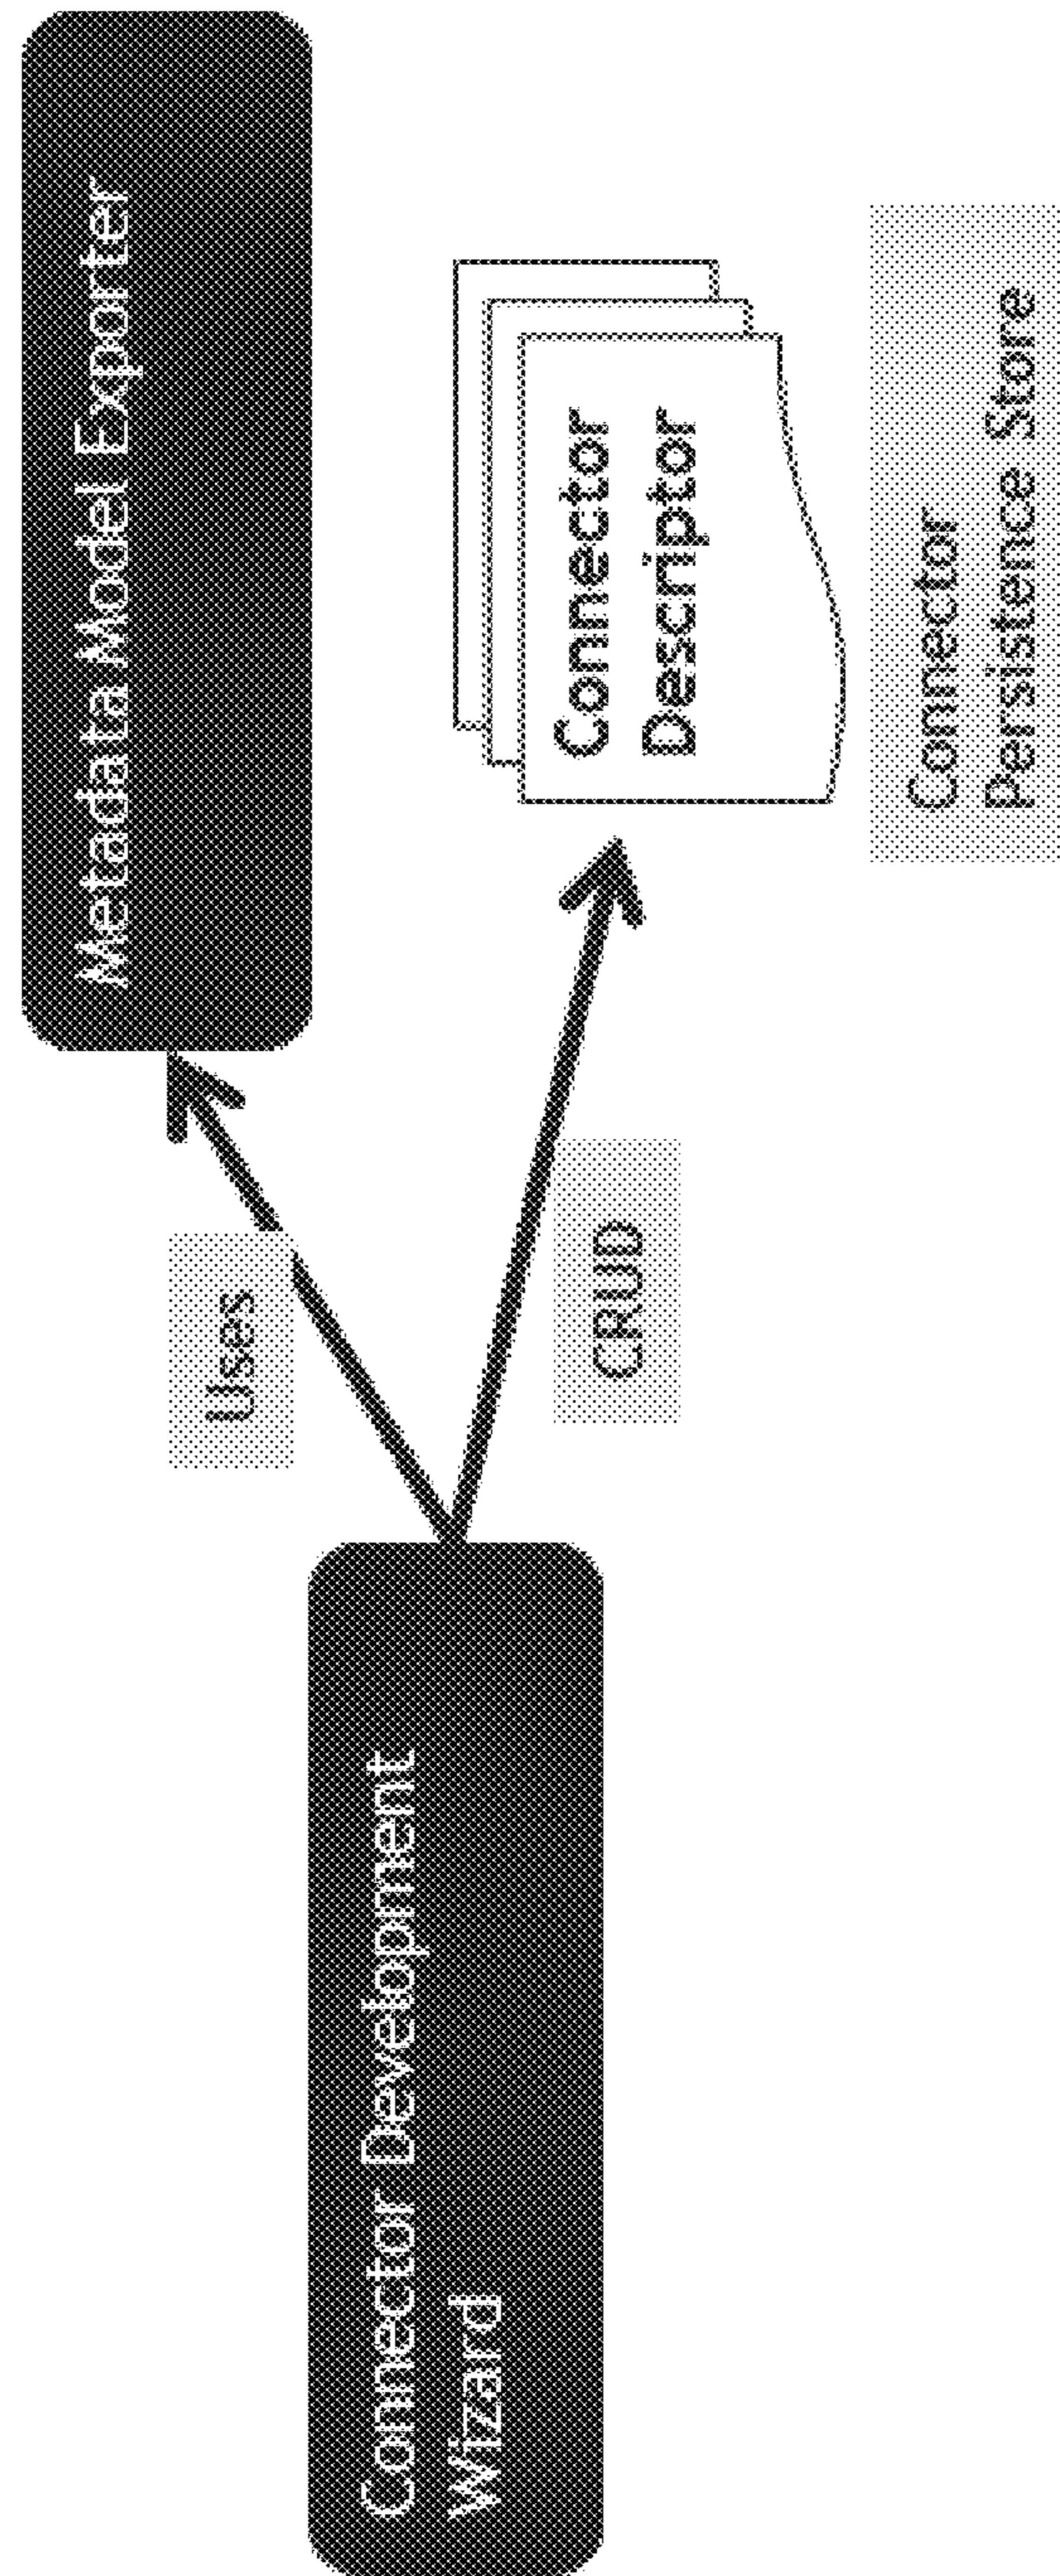 Metadata Model Exporter
Uses
Connector Development
Wizard
CRUD
Connector
Descriptor
Connector
Persistence Store